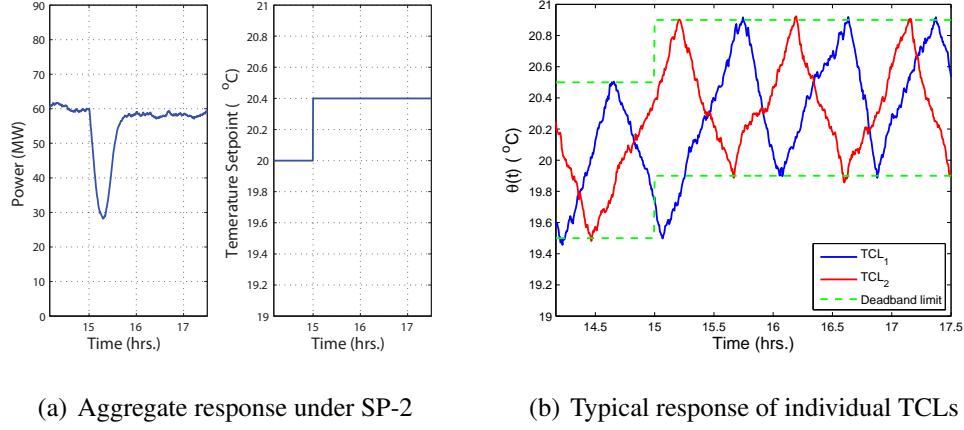 90
80
70
60
50
40
30
20
10
0
Power (MW)
15 16 17
Time (hrs.)
21
20.8
20.6
20.4
20.2
20
19.8
19.6
19.4
19.2
19
Temerature Setpoint ( °C)
15 16 17
Time (hrs.)
21
20.8
20.6
20.4
20.2
20
19.8
19.6
19.4
19.2
19
θ(t) ( °C)
14.5 15 15.5 16 16.5 17 17.5
Time (hrs.)
TCL1
TCL2
Deadband limit
(a) Aggregate response under SP-2
(b) Typical response of individual TCLs